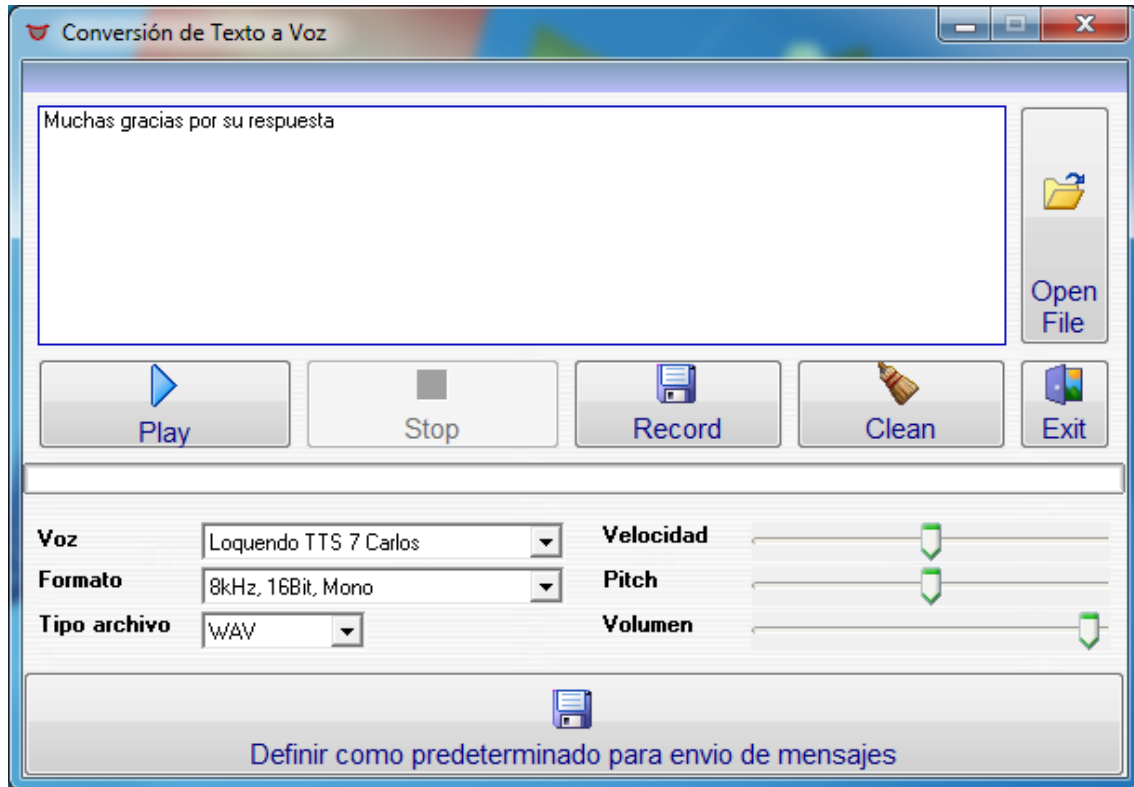 Conversión de Texto a Voz
Muchas gracias por su respuesta
Open
File
Play
Stop
Record
Clean
Exit
Voz
Loquendo TTS 7 Carlos
Velocidad
Formato
8kHz, 16Bit, Mono
Pitch
Tipo archivo
WAV
Volumen
Definir como predeterminado para envio de mensajes